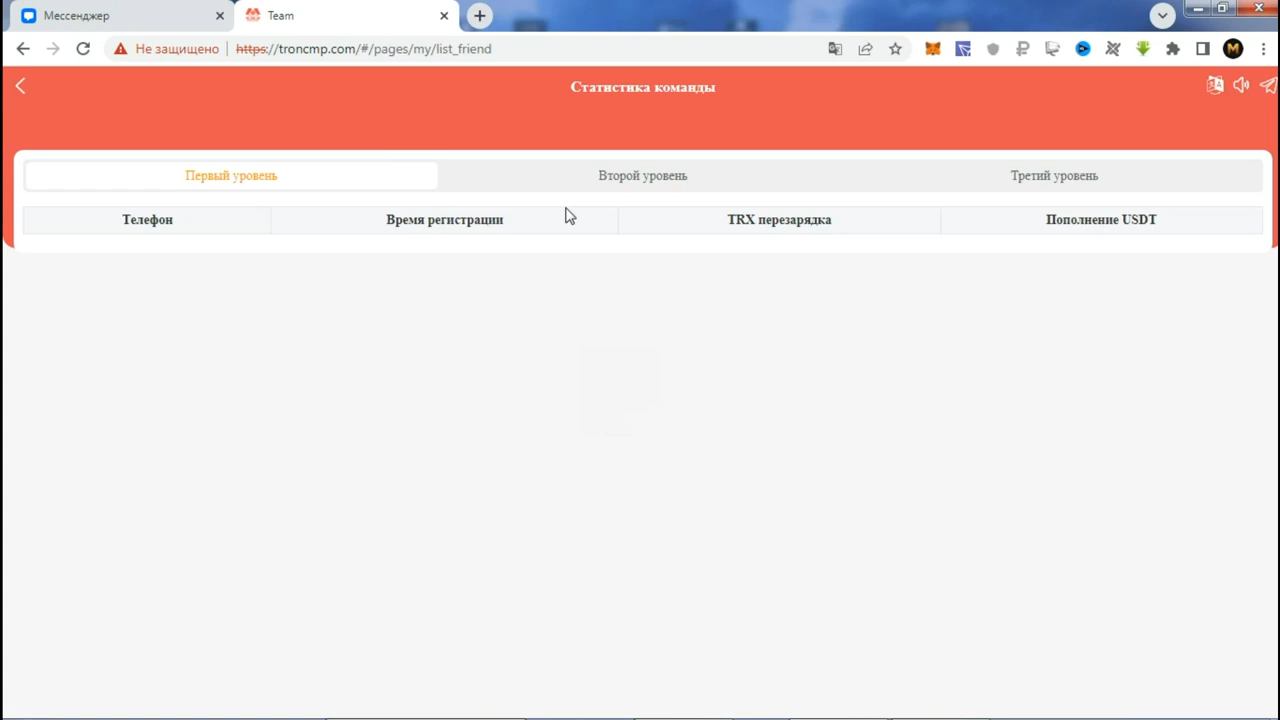 Мессенджер
Team
Не защищено
https://troncmp.com/#/pages/my/list_friend
M
Статистика команды
Первый уровень
Второй уровень
Третий уровень
Телефон
Время регистрации
TRX перезарядка
Пополнение USDT